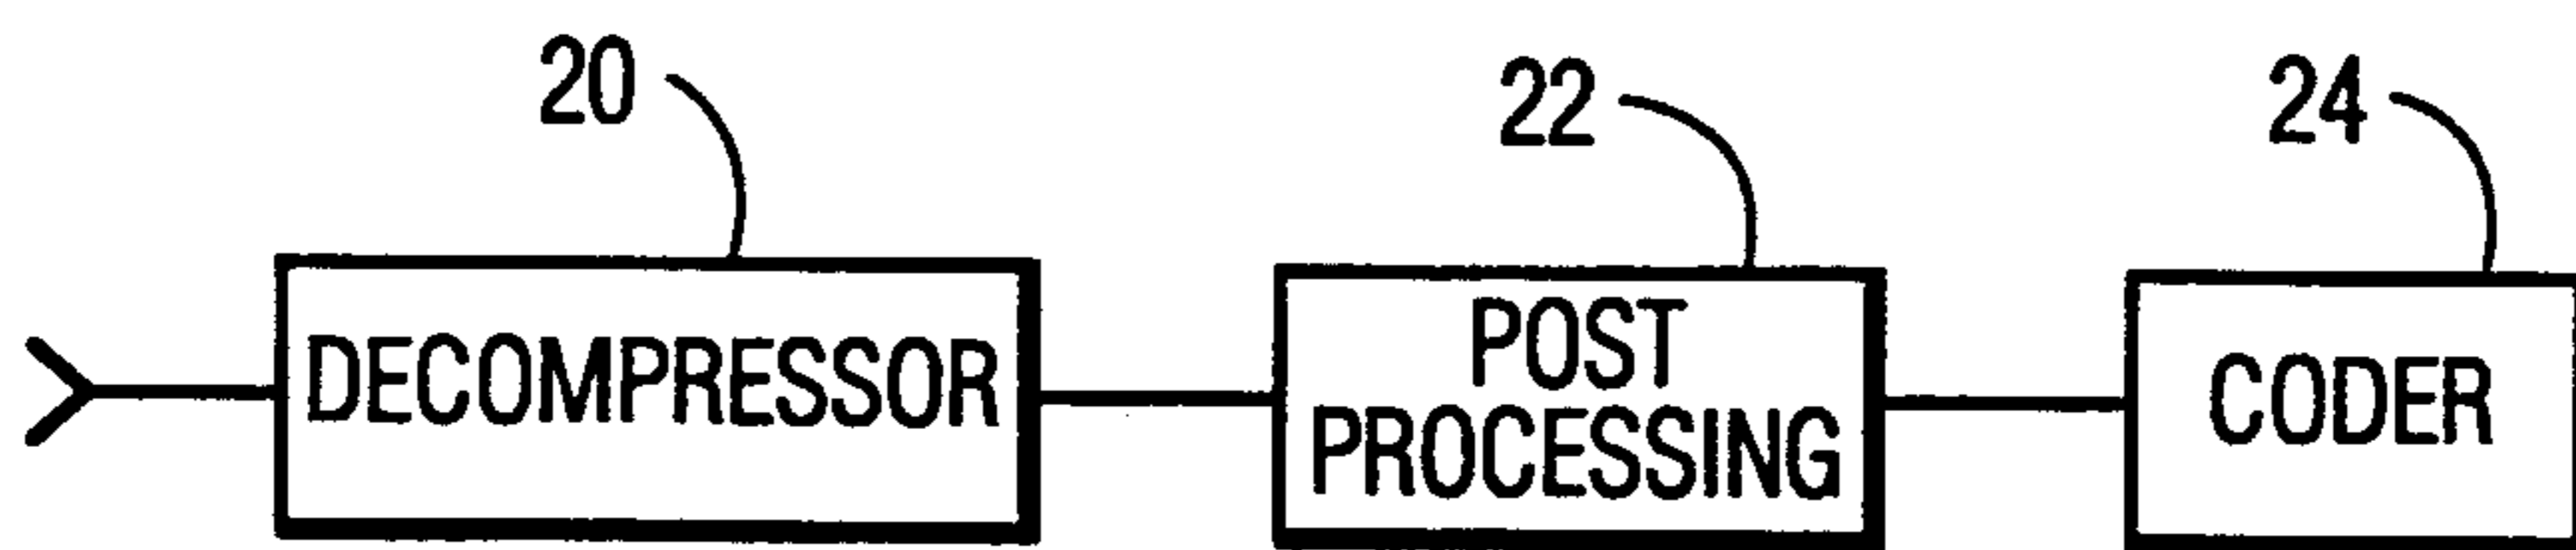 20
22
24
DECOMPRESSOR
POST
PROCESSING
CODER